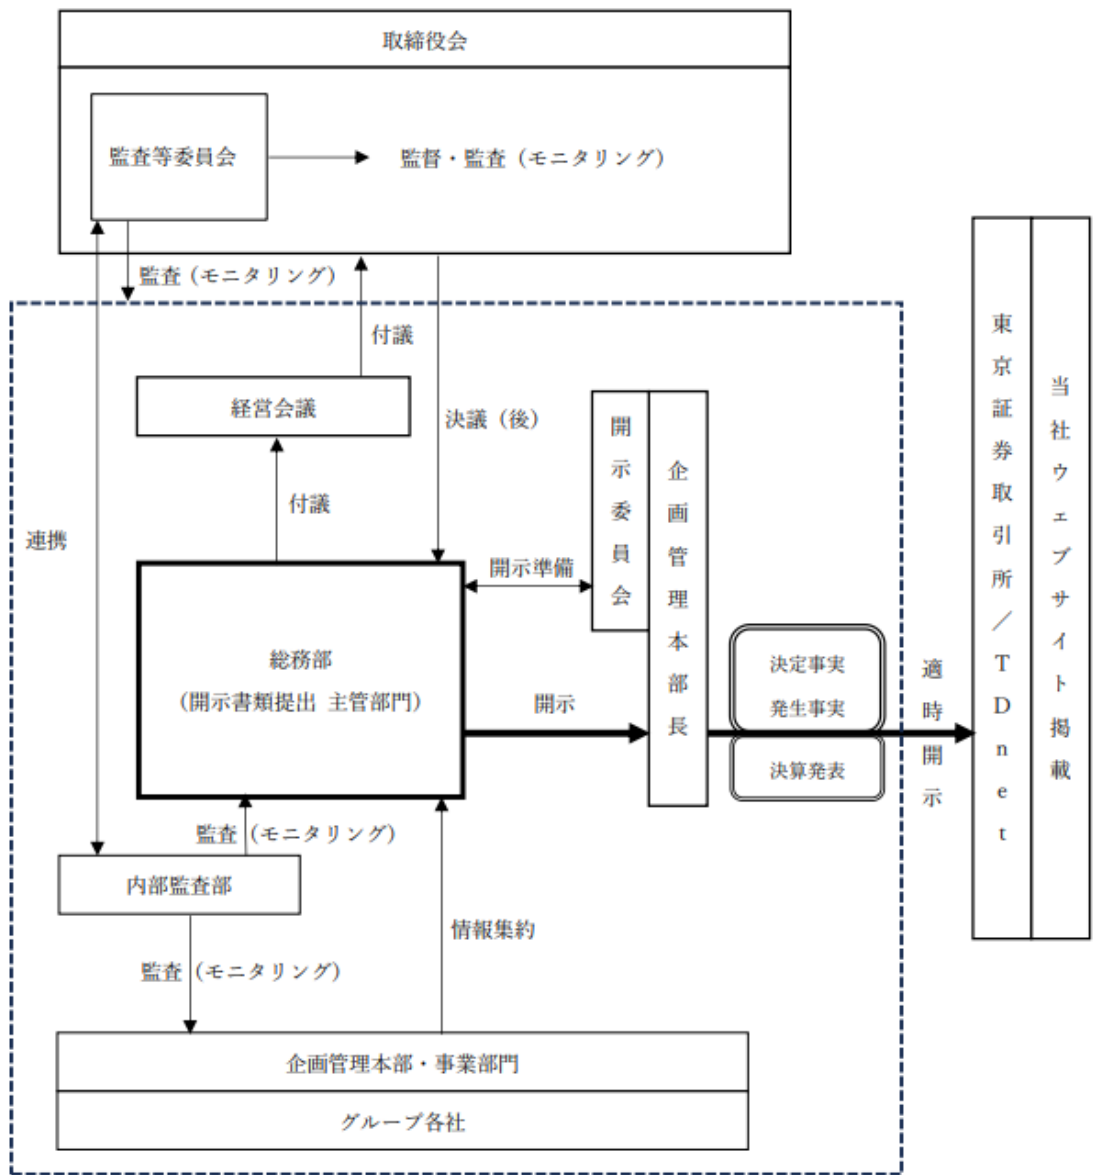 取締役会
監査等委員会
監督・監査（モニタリング）
監査（モニタリング）
付議
経営会議
決議（後）
付議
連携
開示準備
開示委員会
企画管理本部長
総務部
（開示書類提出 主管部門）
開示
決定事実
発生事実
決算発表
適時開示
東京証券取引所／TDnet
当社ウェブサイト掲載
監査（モニタリング）
内部監査部
情報集約
監査（モニタリング）
企画管理本部・事業部門
グループ各社